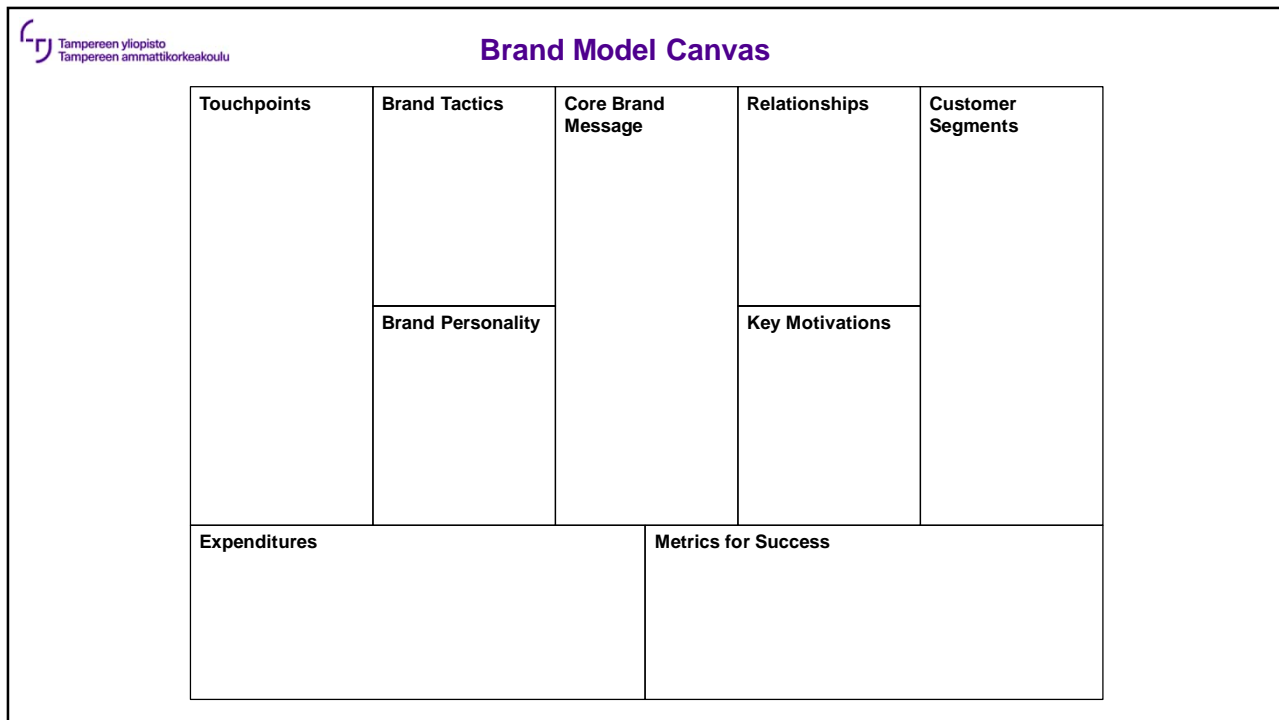 Tampereen yliopisto
Tampereen ammattikorkeakoulu
Brand Model Canvas
Touchpoints
Brand Tactics
Core Brand
Message
Relationships
Customer
Segments
Brand Personality
Key Motivations
Expenditures
Metrics for Success